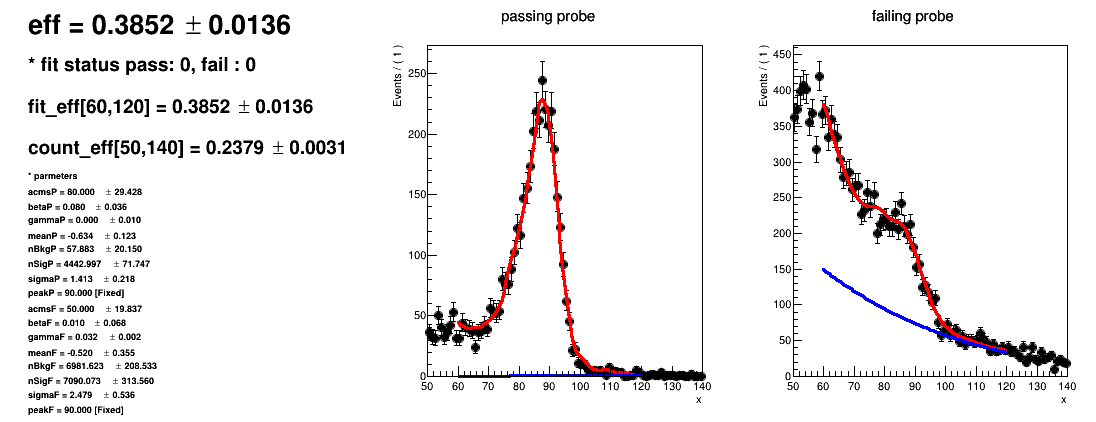 eff = 0.3852 ± 0.0136
* fit status pass: 0, fail : 0
fit_eff[60,120] = 0.3852 ± 0.0136
count_eff[50,140] = 0.2379 ± 0.0031
* parmeters
acmsP = 80.000 ± 29.428
betaP = 0.080 ± 0.036
gammaP = 0.000 ± 0.010
meanP = -0.634 ± 0.123
nBkgP = 57.883 ± 20.150
nSigP = 4442.997 ± 71.747
sigmaP = 1.413 ± 0.218
peakP = 90.000 [Fixed]
acmsF = 50.000 ± 19.837
betaF = 0.010 ± 0.068
gammaF = 0.032 ± 0.002
meanF = -0.520 ± 0.355
nBkgF = 6981.623 ± 208.533
nSigF = 7090.073 ± 313.560
sigmaF = 2.479 ± 0.536
peakF = 90.000 [Fixed]
passing probe
Events / ( 1 )
250
200
150
100
50
0
50 60 70 80 90 100 110 120 130 140
x
failing probe
Events / ( 1 )
450
400
350
300
250
200
150
100
50
0
50 60 70 80 90 100 110 120 130 140
x